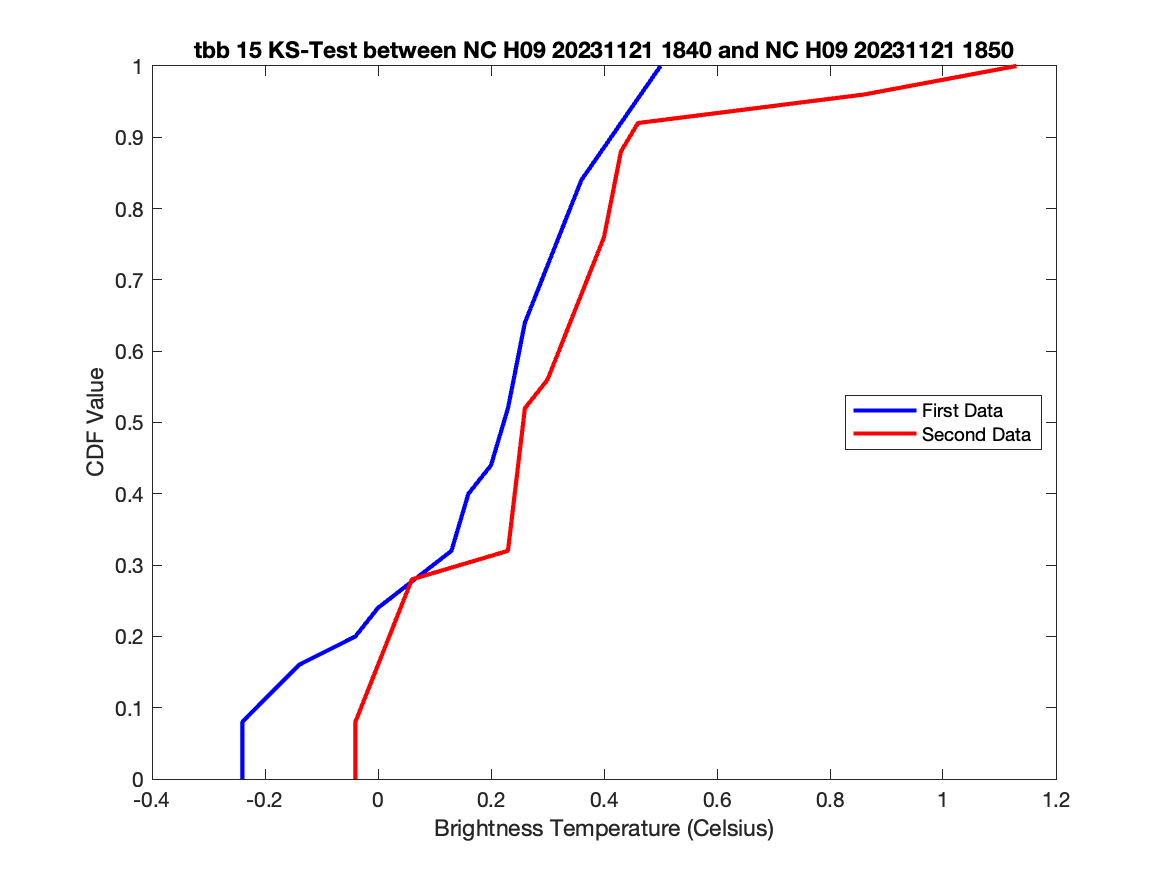 tbb 15 KS-Test between NC H09 20231121 1840 and NC H09 20231121 1850
1
0.9
0.8
0.7
0.6
0.5
0.4
0.3
0.2
0.1
0
CDF Value
First Data
Second Data
-0.4 -0.2 0 0.2 0.4 0.6 0.8 1 1.2
Brightness Temperature (Celsius)